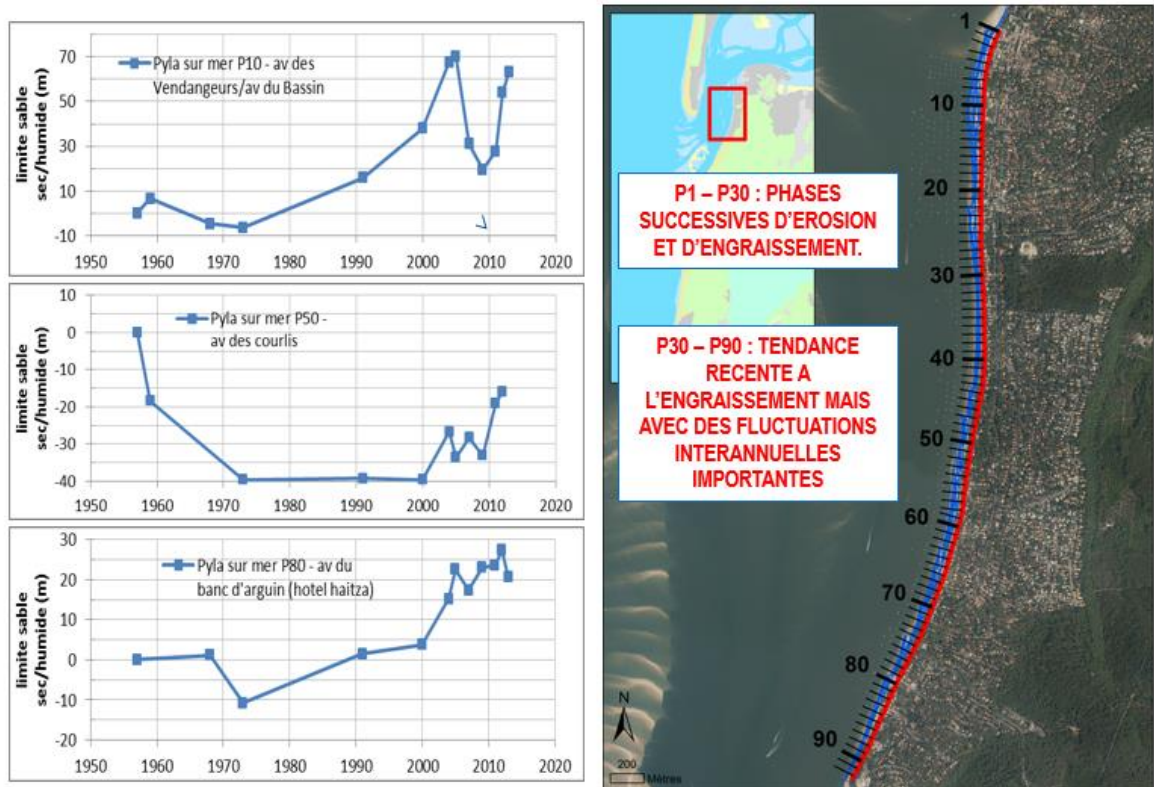 limite sable
sec/humide (m)
70
50
30
10
-10
Pyla sur mer P10 - av des
Vendangeurs/av du Bassin
1950 1960 1970 1980 1990 2000 2010 2020
limite sable
sec/humide (m)
10
0
-10
-20
-30
-40
Pyla sur mer P50 -
av des courlis
1950 1960 1970 1980 1990 2000 2010 2020
limite sable
sec/humide (m)
30
20
10
0
-10
-20
Pyla sur mer P80 - av du
banc d'arguin (hotel haitza)
1950 1960 1970 1980 1990 2000 2010 2020
P1 – P30 : PHASES
SUCCESSIVES D'EROSION
ET D'ENGRAISSEMENT.
P30 – P90 : TENDANCE
RECENTE A
L'ENGRAISSEMENT MAIS
AVEC DES FLUCTUATIONS
INTERANNUELLES
IMPORTANTES
1
10
20
30
40
50
60
70
80
90
N
200
Mètres